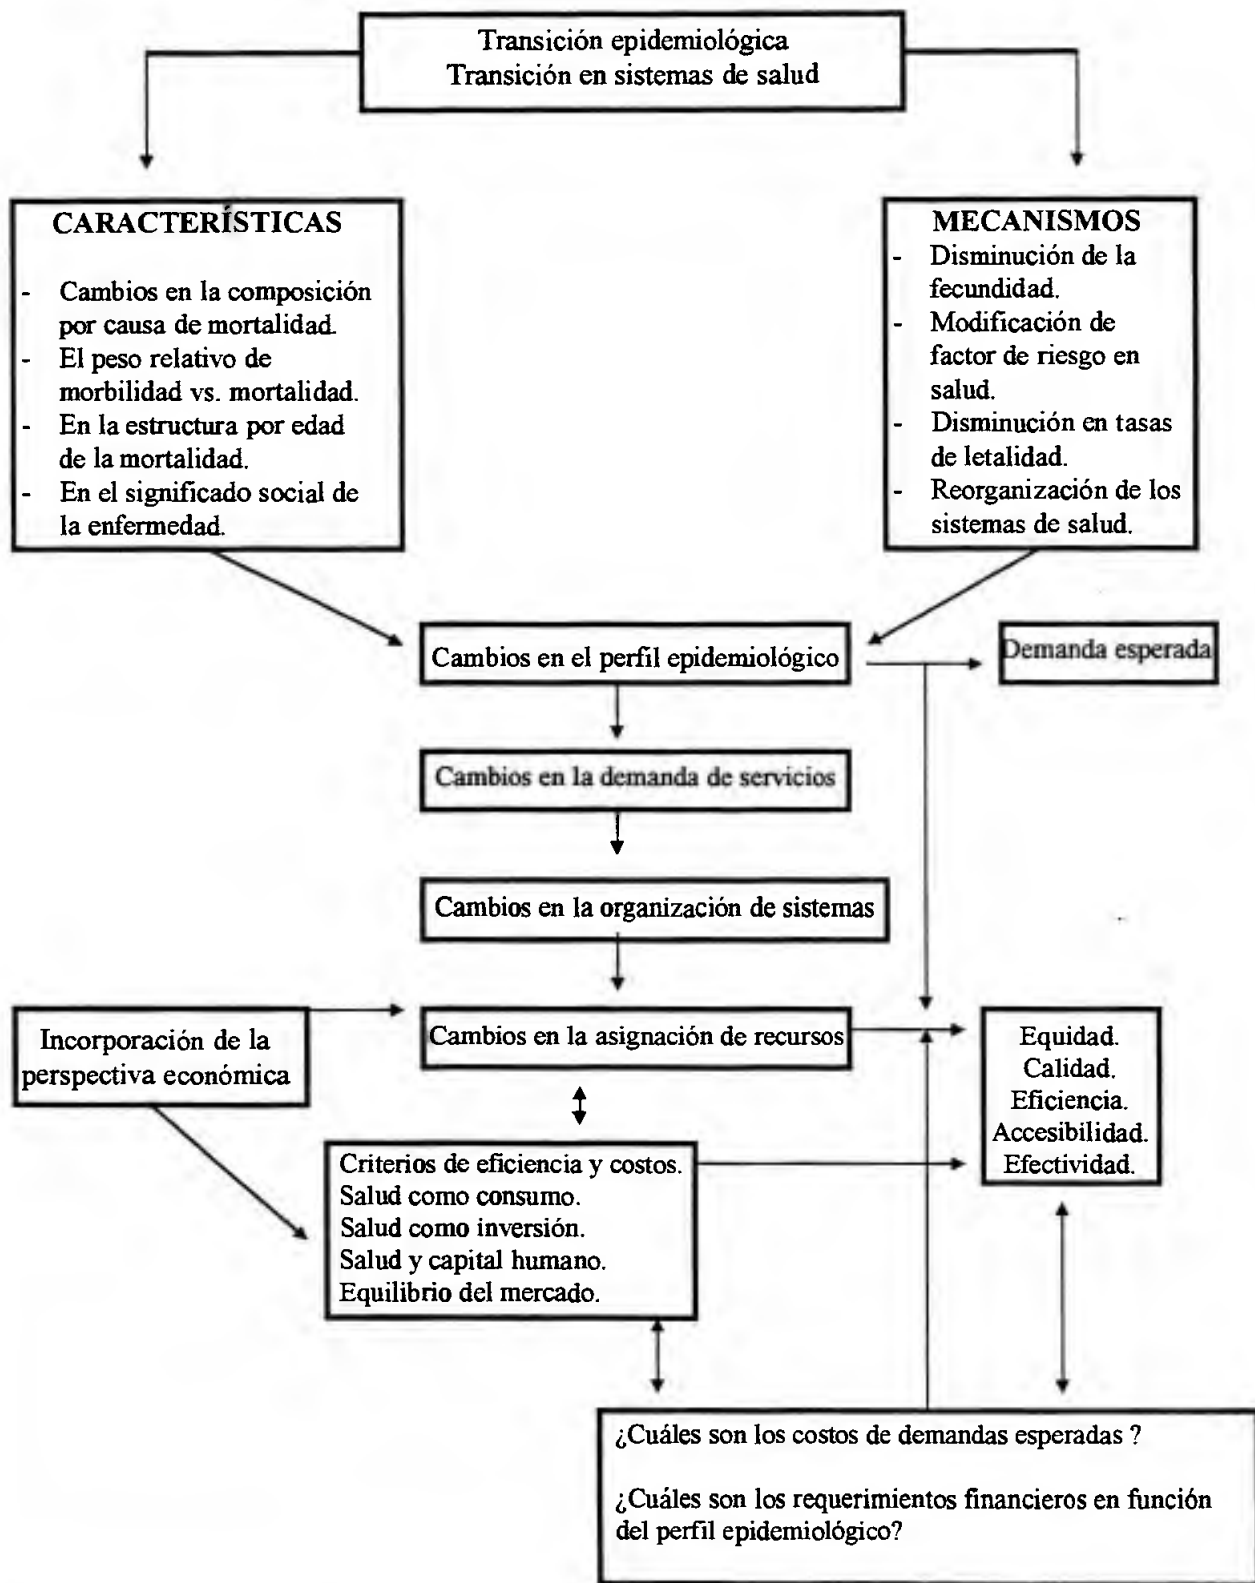 Transición epidemiológica
Transición en sistemas de salud
CARACTERÍSTICAS
- Cambios en la composición
por causa de mortalidad.
- El peso relativo de
morbilidad vs. mortalidad.
- En la estructura por edad
de la mortalidad.
- En el significado social de
la enfermedad.
MECANISMOS
- Disminución de la
fecundidad.
- Modificación de
factor de riesgo en
salud.
- Disminución en tasas
de letalidad.
- Reorganización de los
sistemas de salud.
Cambios en el perfil epidemiológico
Demanda esperada
Cambios en la demanda de servicios
Cambios en la organización de sistemas
Incorporación de la
perspectiva económica
Cambios en la asignación de recursos
Equidad.
Calidad.
Eficiencia.
Accesibilidad.
Efectividad.
Criterios de eficiencia y costos.
Salud como consumo.
Salud como inversión.
Salud y capital humano.
Equilibrio del mercado.
¿Cuáles son los costos de demandas esperadas ?
¿Cuáles son los requerimientos financieros en función
del perfil epidemiológico?